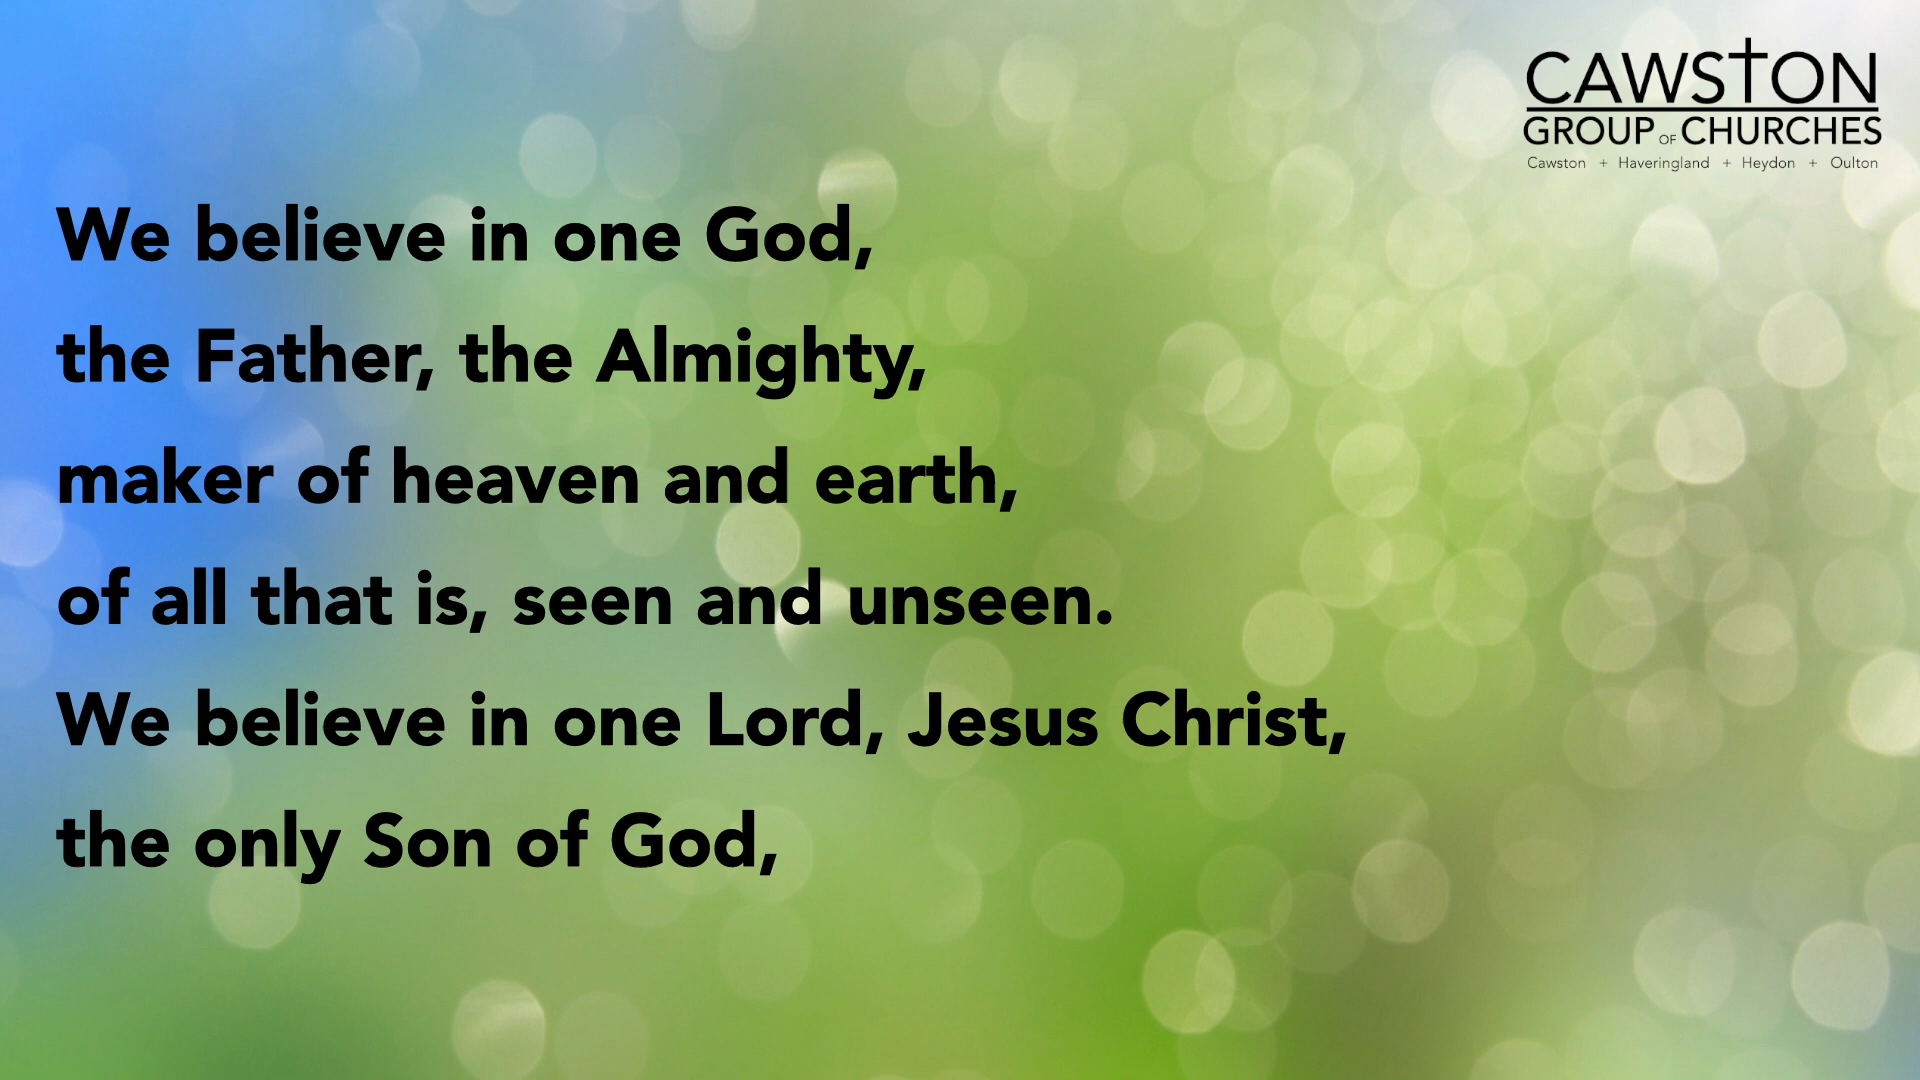 CAWSTON
GROUP OF CHURCHES
Cawston + Haveringland + Heydon + Oulton
We believe in one God,
the Father, the Almighty,
maker of heaven and earth,
of all that is, seen and unseen.
We believe in one Lord, Jesus Christ,
the only Son of God,